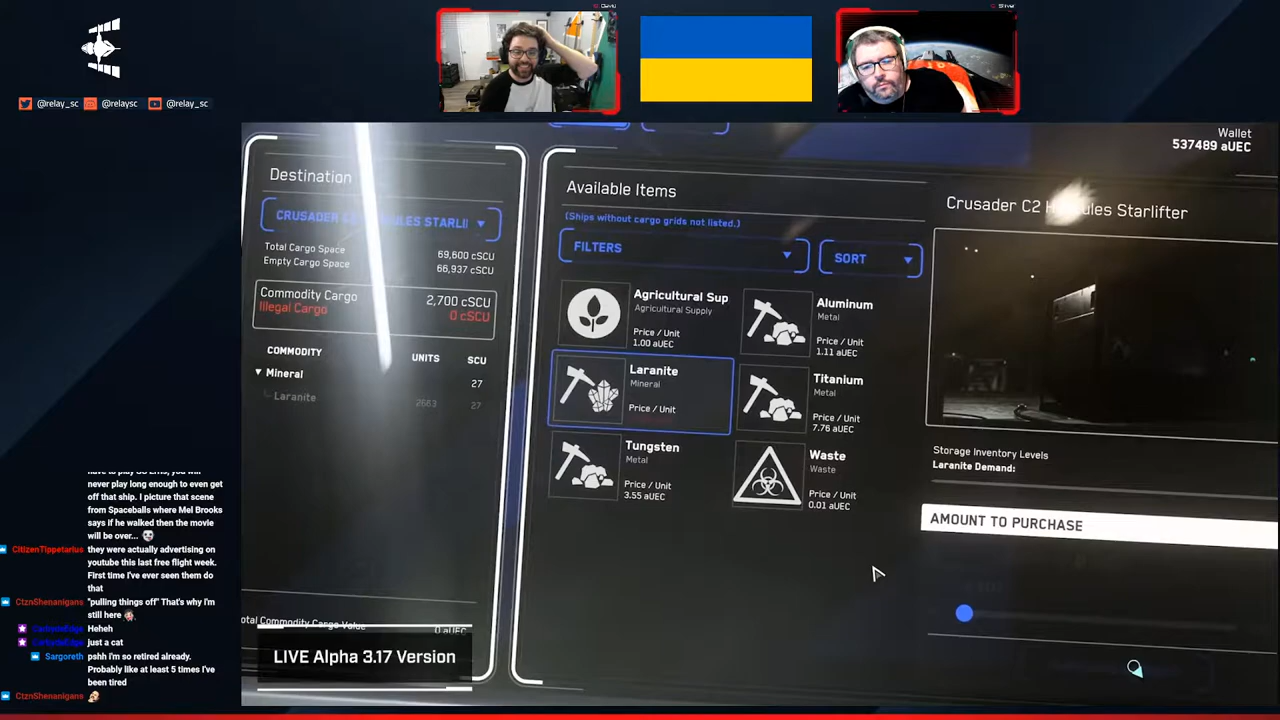 @relay_sc @relaysc @relay_sc
Wallet
537489 aUEC
Destination
Total Cargo Space 69,600 cSCU
Empty Cargo Space 66,937 cSCU
Commodity Cargo 2,700 cSCU
Illegal Cargo 0 cSCU
COMMODITY UNITS SCU
Mineral 27
Laranite 2663 27
0 aUEC
LIVE Alpha 3.17 Version
Available Items
(Ships without cargo grids not listed.)
FILTERS
SORT
Agricultural Sup
Agricultural Supply
Price / Unit
1.00 aUEC
Aluminum
Metal
Price / Unit
1.11 aUEC
Laranite
Mineral
Price / Unit
Titanium
Metal
Price / Unit
7.76 aUEC
Tungsten
Metal
Price / Unit
3.55 aUEC
Waste
Waste
Price / Unit
0.01 aUEC
Crusader C2 Hercules Starlifter
Storage Inventory Levels
Laranite Demand:
AMOUNT TO PURCHASE
never play long enough to even get
off that ship. I picture that scene
from Spaceballs where Mel Brooks
says if he walked then the movie
will be over...
CitizenTippetarius they were actually advertising on
youtube this last free flight week.
First time I've ever seen them do
that
CtznShenanigans "pulling things off" That's why i'm
still here
Heheh
just a cat
Sargoreth pshh i'm so retired already.
Probably like at least 5 times I've
been tired
CtznShenanigans